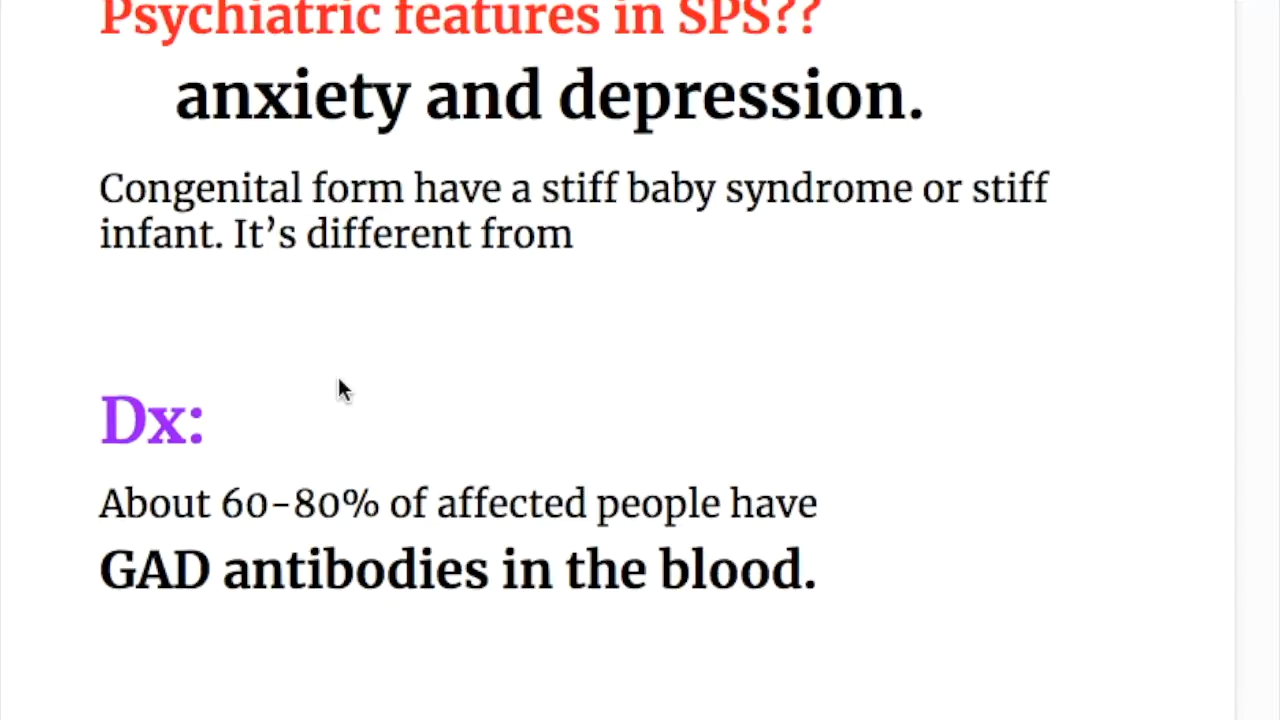 Psychiatric features in SPS??
anxiety and depression.
Congenital form have a stiff baby syndrome or stiff
infant. It’s different from
Dx:
About 60-80% of affected people have
GAD antibodies in the blood.